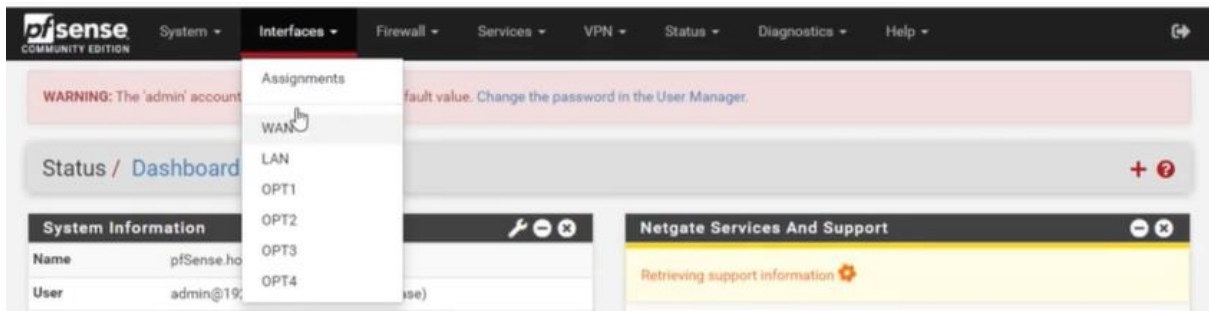 pfsense System Interfaces Firewall Services VPN Status Diagnostics Help
COMMUNITY EDITION
Assignments
WARNING: The 'admin' account fault value. Change the password in the User Manager.
WAN
LAN
Status / Dashboard
OPT1
OPT2
OPT3
OPT4
System Information
Name pfSense.ho
User admin@19 ase)
Netgate Services And Support
Retrieving support information